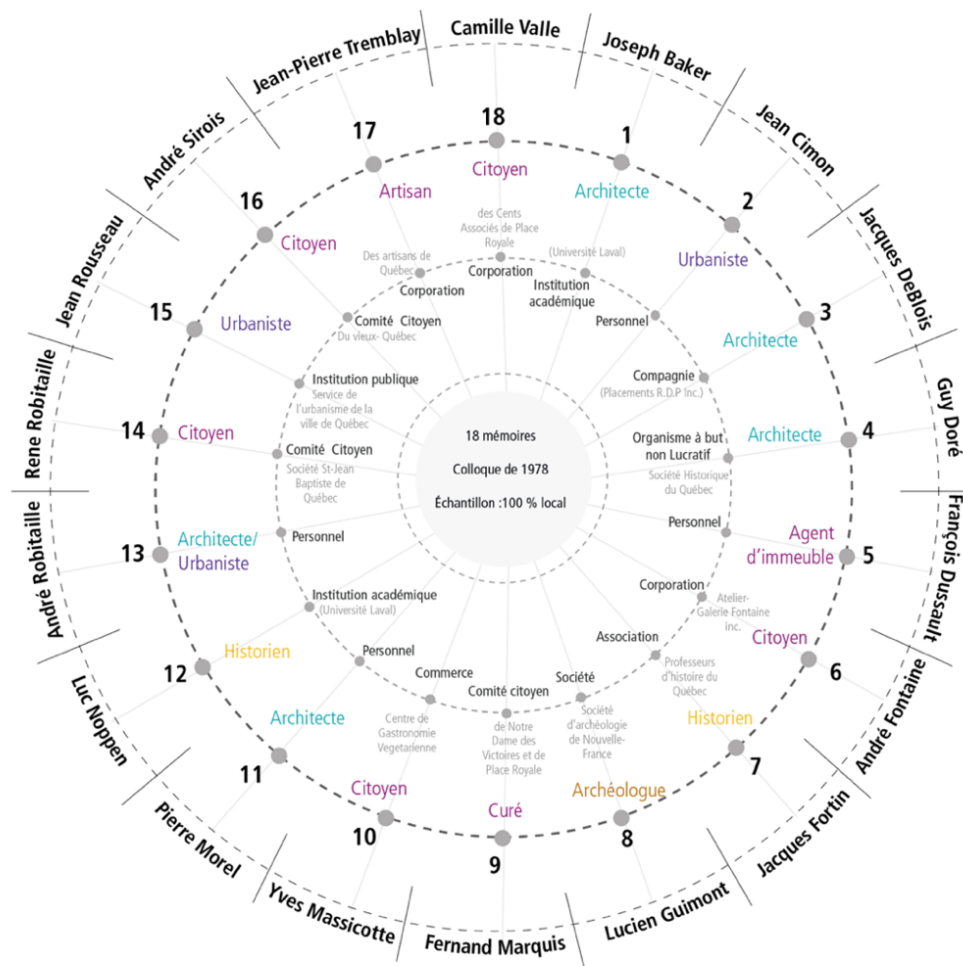 18 mémoires
Colloque de 1978
Échantillon :100 % local
Joseph Baker
1
Architecte
(Université Laval)
Institution
académique
Jean Cimon
2
Urbaniste
Personnel
Jacques DeBlois
3
Architecte
Compagnie
(Placements R.D.P Inc.)
Guy Doré
4
Architecte
Organisme à but
non Lucratif
Société Historique
du Québec
François Dussault
5
Agent
d'immeuble
Personnel
André Fontaine
6
Citoyen
Corporation
Atelier-
Galerie Fontaine
inc.
Jacques Fortin
7
Historien
Association
Professeurs
d'histoire du
Québec
Lucien Guimont
8
Archéologue
Société
Société
d'archéologie
de Nouvelle-
France
Fernand Marquis
9
Curé
Comité citoyen
de Notre
Dame des
Victoires et de
Place Royale
Yves Massicotte
10
Citoyen
Commerce
Centre de
Gastronomie
Vegetarienne
Pierre Morel
11
Architecte
Personnel
Luc Noppen
12
Historien
Institution académique
(Université Laval)
André Robitaille
13
Architecte/
Urbaniste
Personnel
Rene Robitaille
14
Citoyen
Comité Citoyen
Société St-Jean
Baptiste de
Québec
Jean Rousseau
15
Urbaniste
Institution publique
Service de
l'urbanisme de la
ville de Québec
André Sirois
16
Citoyen
Comité Citoyen
Du vieux- Québec
Jean-Pierre Tremblay
17
Artisan
Des artisans de
Québec
Corporation
Camille Valle
18
Citoyen
des Cents
Associés de Place
Royale
Corporation